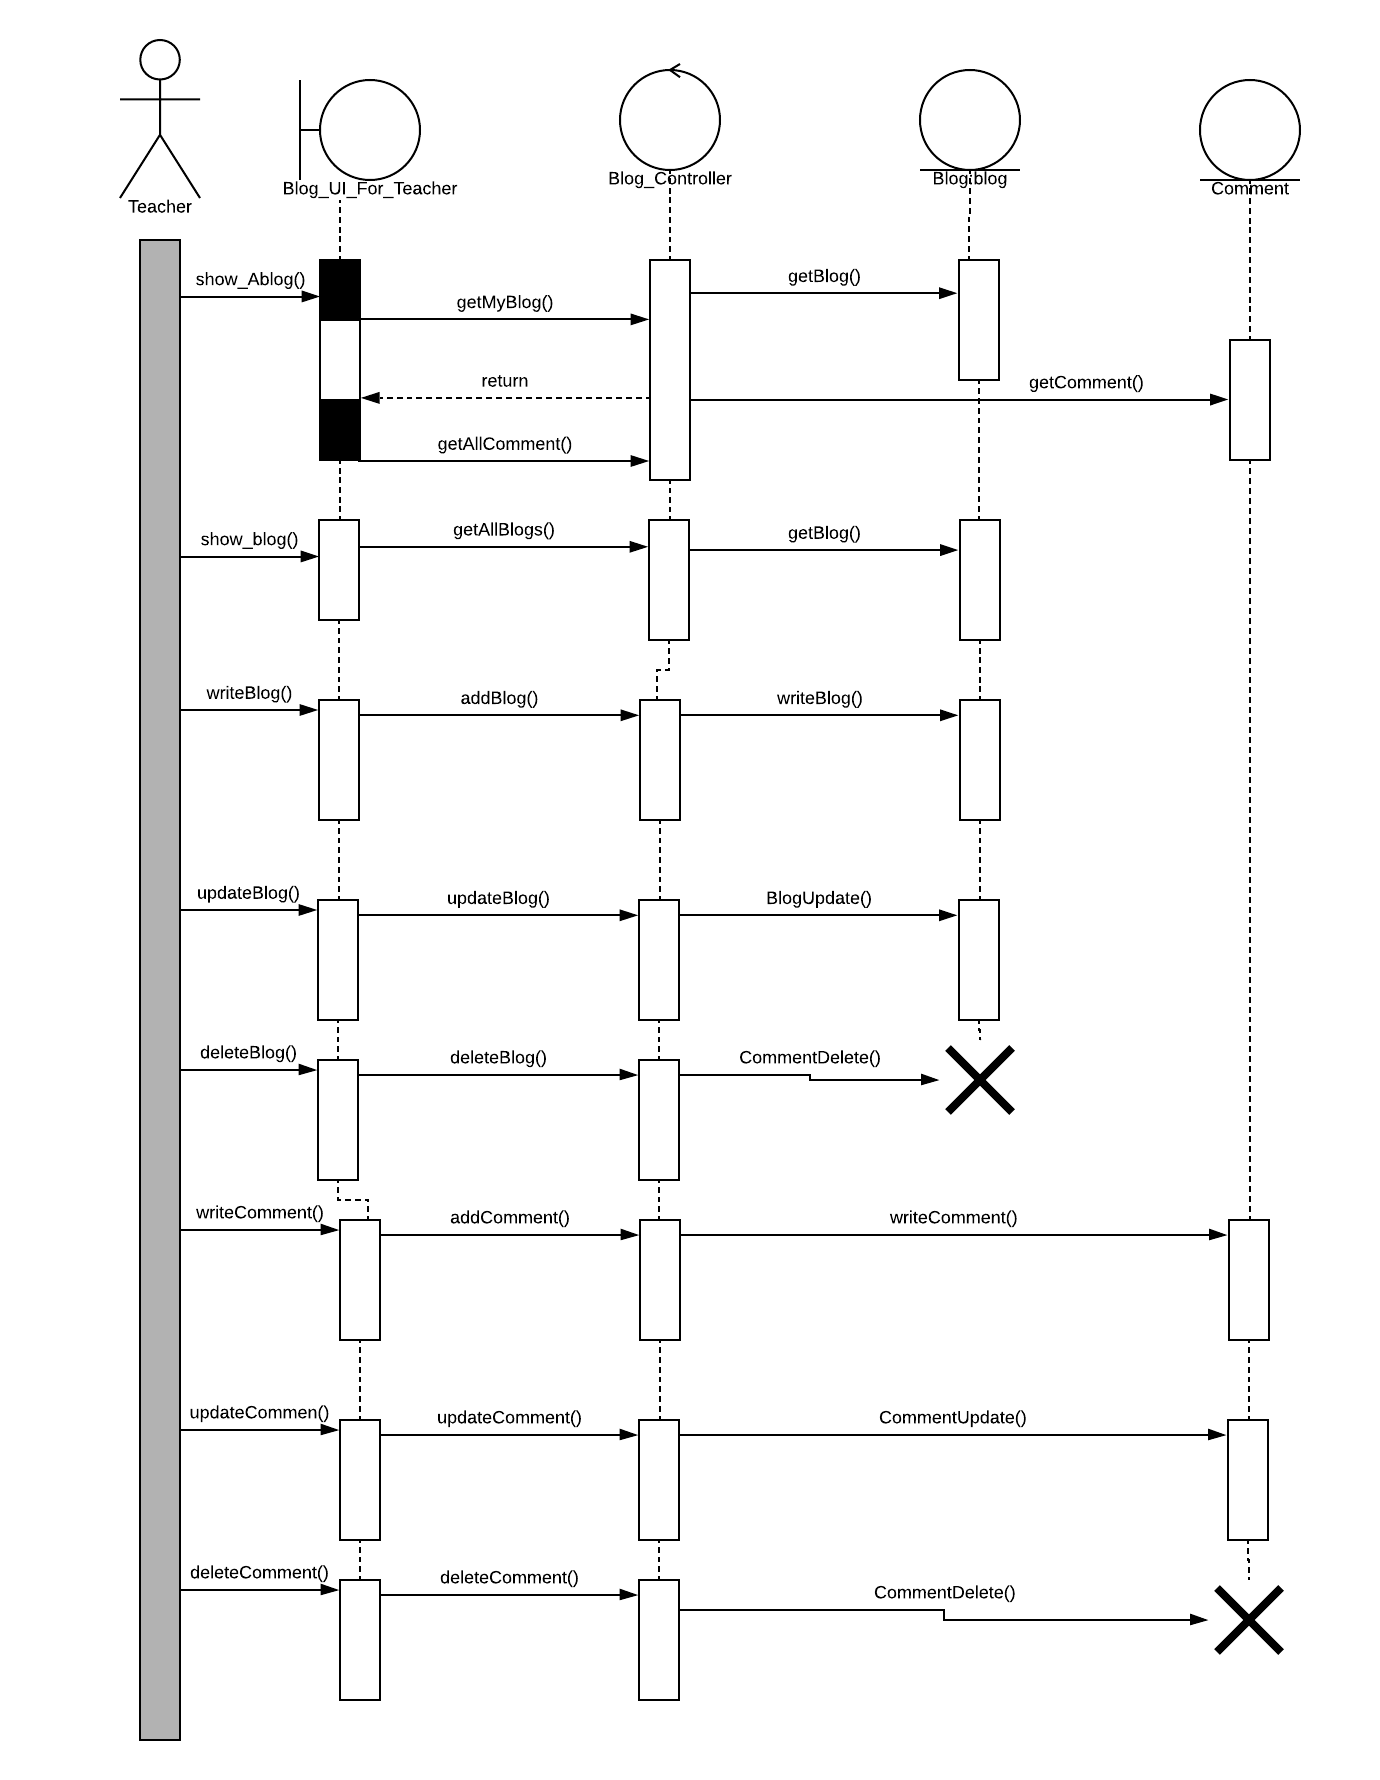 Teacher
Blog_UI_For_Teacher
Blog_Controller
Blog:blog
Comment
show_Ablog()
getMyBlog()
getBlog()
return
getComment()
getAllComment()
show_blog()
getAllBlogs()
getBlog()
writeBlog()
addBlog()
writeBlog()
updateBlog()
updateBlog()
BlogUpdate()
deleteBlog()
deleteBlog()
CommentDelete()
writeComment()
addComment()
writeComment()
updateCommen()
updateComment()
CommentUpdate()
deleteComment()
deleteComment()
CommentDelete()